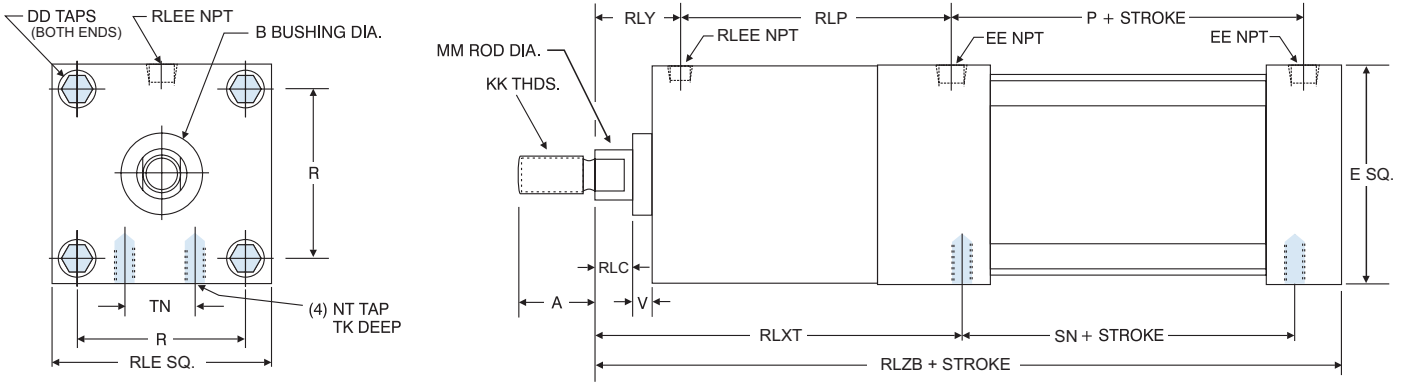 DD TAPS
(BOTH ENDS)
RLEE NPT
B BUSHING DIA.
R
TN
R
RLE SQ.
(4) NT TAP
TK DEEP
RLY
RLP
P + STROKE
RLEE NPT
EE NPT
EE NPT
MM ROD DIA.
KK THDS.
E SQ.
RLC
A
V
RLXT
SN + STROKE
RLZB + STROKE